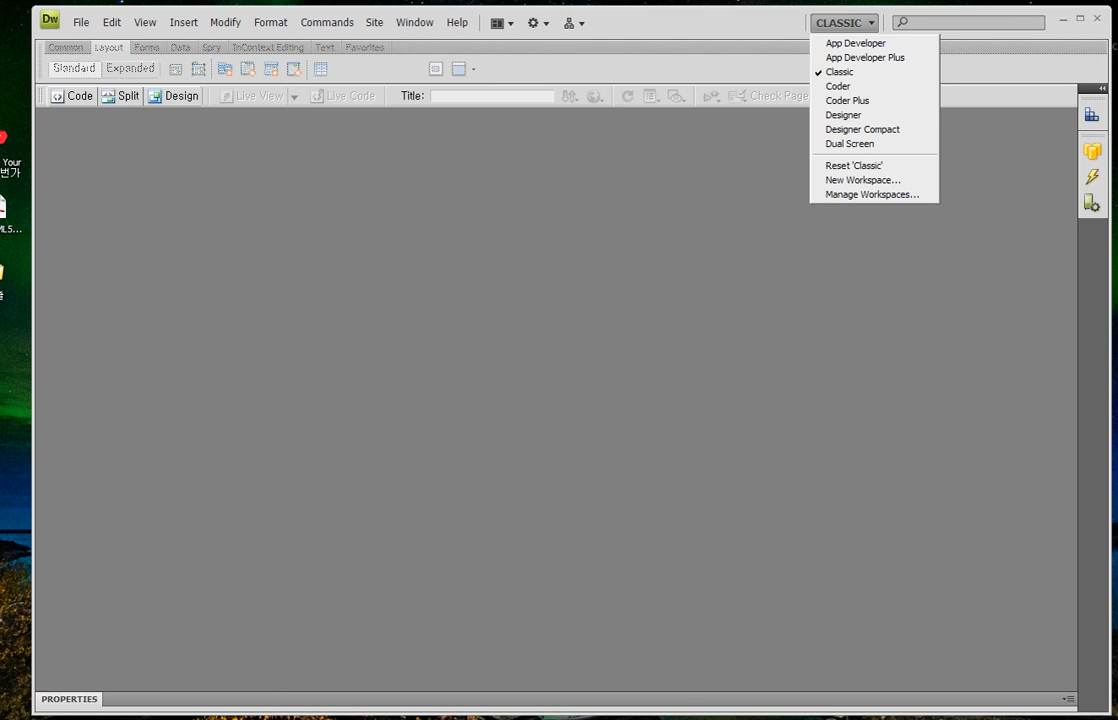 Dw File Edit View Insert Modify Format Commands Site Window Help CLASSIC
Common Layout Forms Data Spry InContext Editing Text Favorites
Standard Expanded
Code Split Design Live View Live Code Title: Check Page
App Developer
App Developer Plus
Classic
Coder
Coder Plus
Designer
Designer Compact
Dual Screen
Reset 'Classic'
New Workspace...
Manage Workspaces...
Your
번가
ML5...
PROPERTIES